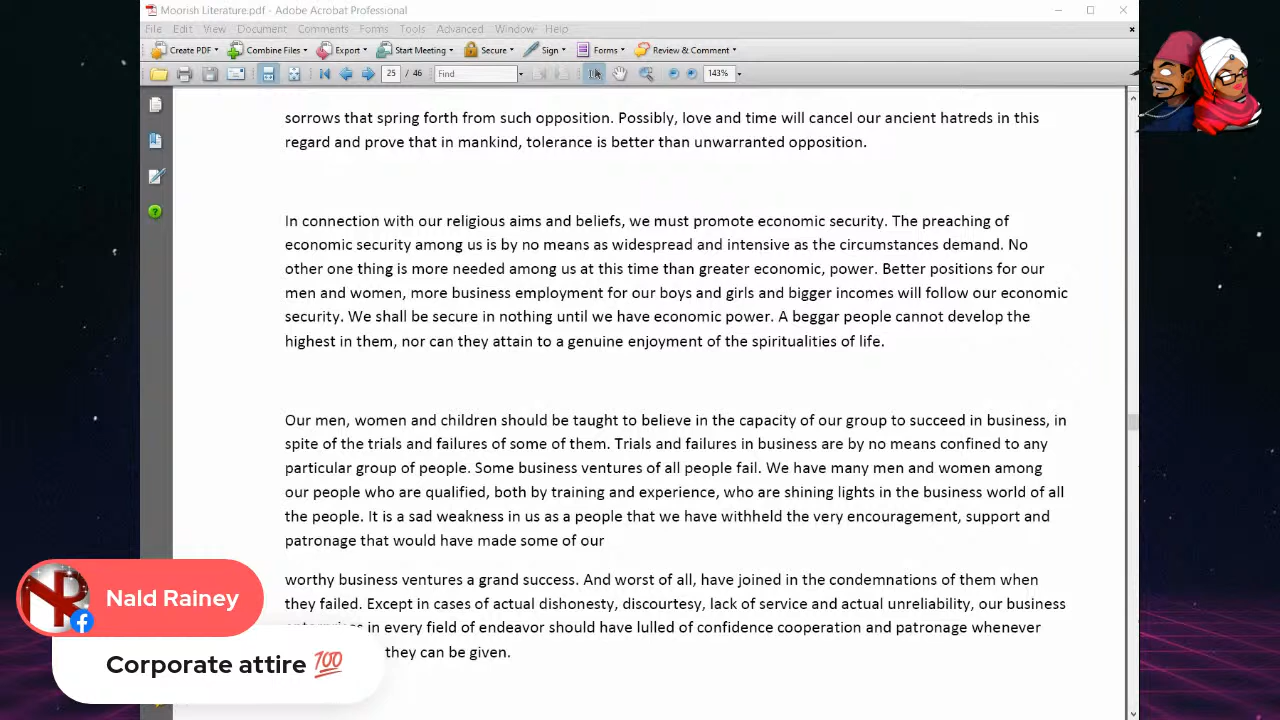 Moorish Literature.pdf - Adobe Acrobat Professional
File Edit View Document Comments Forms Tools Advanced Window Help
Create PDF Combine Files Export Start Meeting Secure Sign Forms Review & Comment
25 / 46 Find 143%
sorrows that spring forth from such opposition. Possibly, love and time will cancel our ancient hatreds in this
regard and prove that in mankind, tolerance is better than unwarranted opposition.
In connection with our religious aims and beliefs, we must promote economic security. The preaching of
economic security among us is by no means as widespread and intensive as the circumstances demand. No
other one thing is more needed among us at this time than greater economic, power. Better positions for our
men and women, more business employment for our boys and girls and bigger incomes will follow our economic
security. We shall be secure in nothing until we have economic power. A beggar people cannot develop the
highest in them, nor can they attain to a genuine enjoyment of the spiritualities of life.
Our men, women and children should be taught to believe in the capacity of our group to succeed in business, in
spite of the trials and failures of some of them. Trials and failures in business are by no means confined to any
particular group of people. Some business ventures of all people fail. We have many men and women among
our people who are qualified, both by training and experience, who are shining lights in the business world of all
the people. It is a sad weakness in us as a people that we have withheld the very encouragement, support and
patronage that would have made some of our
worthy business ventures a grand success. And worst of all, have joined in the condemnations of them when
they failed. Except in cases of actual dishonesty, discourtesy, lack of service and actual unreliability, our business
in every field of endeavor should have lulled of confidence cooperation and patronage whenever
they can be given.
Nald Rainey
Corporate attire 💯